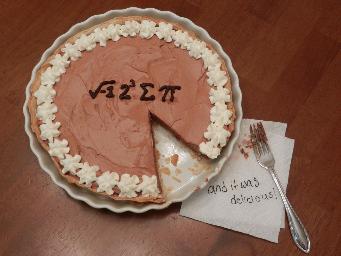 √-1 2³ Σ π
and it was
delicious!